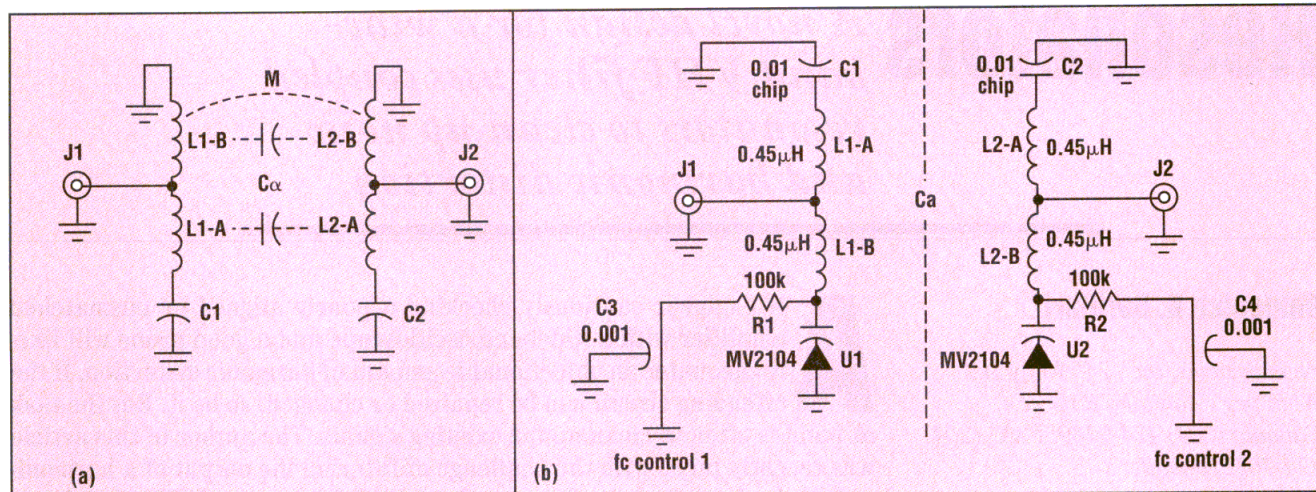 M
L1-B
L2-B
J1
J2
Cα
L1-A
L2-A
C1
C2
(a)
0.01
chip
C1
L1-A
0.45µH
J1
0.45µH
L1-B
100k
R1
C3
0.001
MV2104
U1
fc control 1
(b)
Ca
0.01
chip
C2
L2-A
0.45µH
J2
0.45µH
L2-B
R2
C4
0.001
MV2104
U2
fc control 2